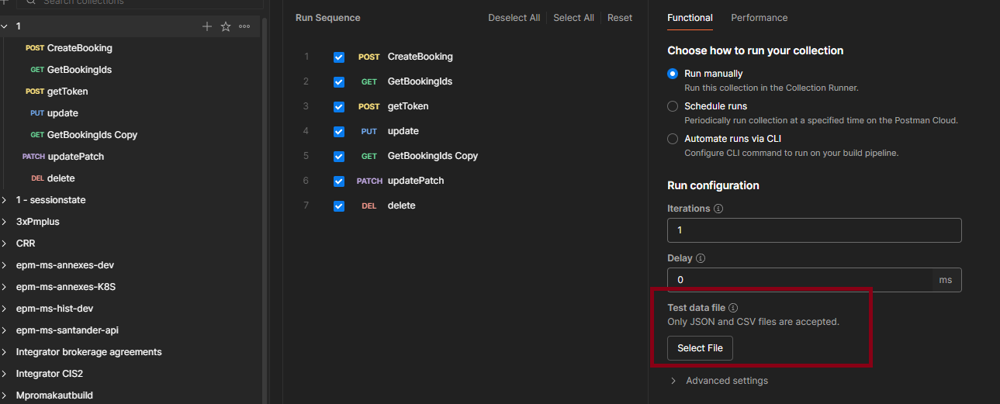 Search collections
1
POST CreateBooking
GET GetBookingIds
POST getToken
PUT update
GET GetBookingIds Copy
PATCH updatePatch
DEL delete
1 - sessionstate
3xPmplus
CRR
epm-ms-annexes-dev
epm-ms-annexes-K8S
epm-ms-hist-dev
epm-ms-santander-api
Integrator brokerage agreements
Integrator CIS2
Mpromakautbuild
Run Sequence
Deselect All
Select All
Reset
1 POST CreateBooking
2 GET GetBookingIds
3 POST getToken
4 PUT update
5 GET GetBookingIds Copy
6 PATCH updatePatch
7 DEL delete
Functional
Performance
Choose how to run your collection
Run manually
Run this collection in the Collection Runner.
Schedule runs
Periodically run collection at a specified time on the Postman Cloud.
Automate runs via CLI
Configure CLI command to run on your build pipeline.
Run configuration
Iterations
1
Delay
0 ms
Test data file
Only JSON and CSV files are accepted.
Select File
Advanced settings